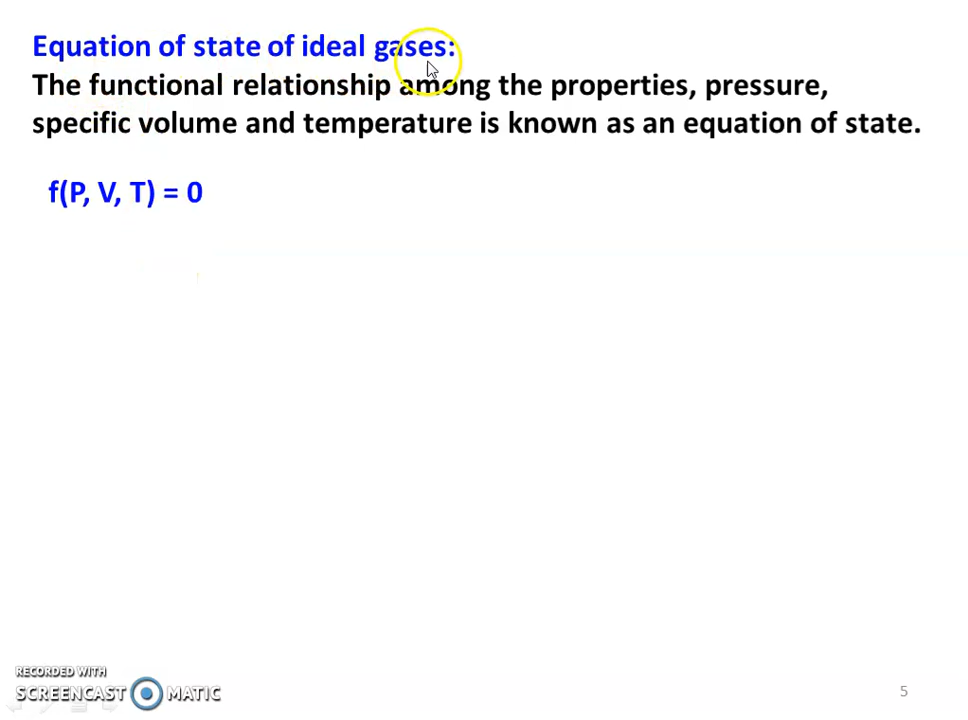 Equation of state of ideal gases:
The functional relationship among the properties, pressure,
specific volume and temperature is known as an equation of state.
f(P, V, T) = 0
RECORDED WITH
SCREENCAST MATIC
5